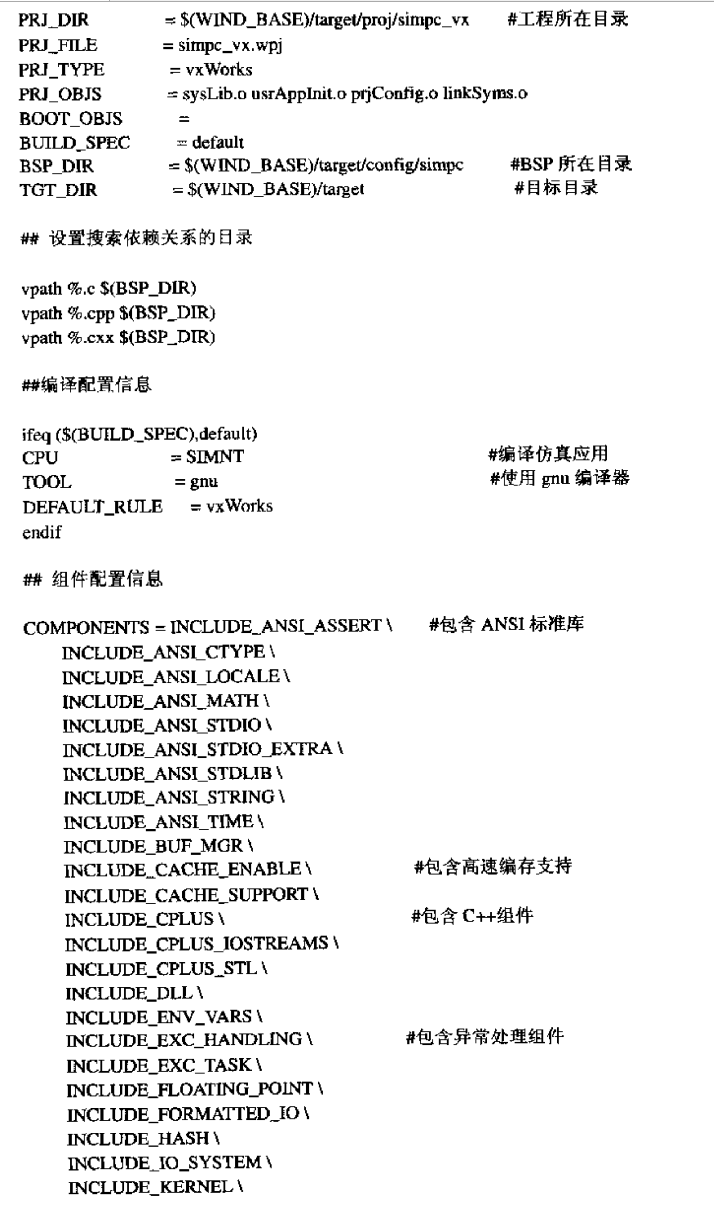 PRJ_DIR = $(WIND_BASE)/target/proj/simpc_vx #工程所在目录
PRJ_FILE = simpc_vx.wpj
PRJ_TYPE = vxWorks
PRJ_OBJS = sysLib.o usrAppInit.o prjConfig.o linkSyms.o
BOOT_OBJS =
BUILD_SPEC = default
BSP_DIR = $(WIND_BASE)/target/config/simpc #BSP 所在目录
TGT_DIR = $(WIND_BASE)/target #目标目录
## 设置搜索依赖关系的目录
vpath %.c $(BSP_DIR)
vpath %.cpp $(BSP_DIR)
vpath %.cxx $(BSP_DIR)
##编译配置信息
ifeq ($(BUILD_SPEC),default)
CPU = SIMNT #编译仿真应用
TOOL = gnu #使用 gnu 编译器
DEFAULT_RULE = vxWorks
endif
## 组件配置信息
COMPONENTS = INCLUDE_ANSI_ASSERT \ #包含 ANSI 标准库
INCLUDE_ANSI_CTYPE \
INCLUDE_ANSI_LOCALE \
INCLUDE_ANSI_MATH \
INCLUDE_ANSI_STDIO \
INCLUDE_ANSI_STDIO_EXTRA \
INCLUDE_ANSI_STDLIB \
INCLUDE_ANSI_STRING \
INCLUDE_ANSI_TIME \
INCLUDE_BUF_MGR \
INCLUDE_CACHE_ENABLE \ #包含高速编存支持
INCLUDE_CACHE_SUPPORT \
INCLUDE_CPLUS \ #包含 C++组件
INCLUDE_CPLUS_IOSTREAMS \
INCLUDE_CPLUS_STL \
INCLUDE_DLL \
INCLUDE_ENV_VARS \
INCLUDE_EXC_HANDLING \ #包含异常处理组件
INCLUDE_EXC_TASK \
INCLUDE_FLOATING_POINT \
INCLUDE_FORMATTED_IO \
INCLUDE_HASH \
INCLUDE_IO_SYSTEM \
INCLUDE_KERNEL \